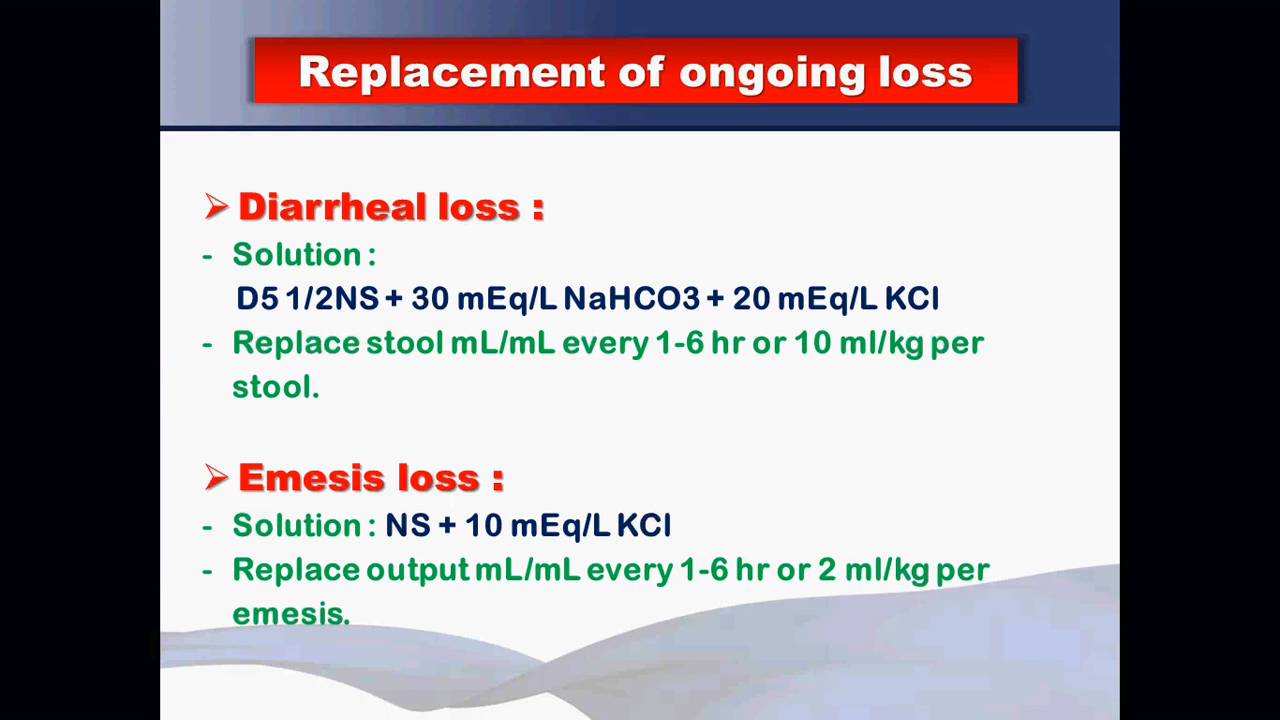 Replacement of ongoing loss
➢ Diarrheal loss :
- Solution :
D5 1/2NS + 30 mEq/L NaHCO3 + 20 mEq/L KCl
- Replace stool mL/mL every 1-6 hr or 10 ml/kg per
stool.
➢ Emesis loss :
- Solution : NS + 10 mEq/L KCl
- Replace output mL/mL every 1-6 hr or 2 ml/kg per
emesis.